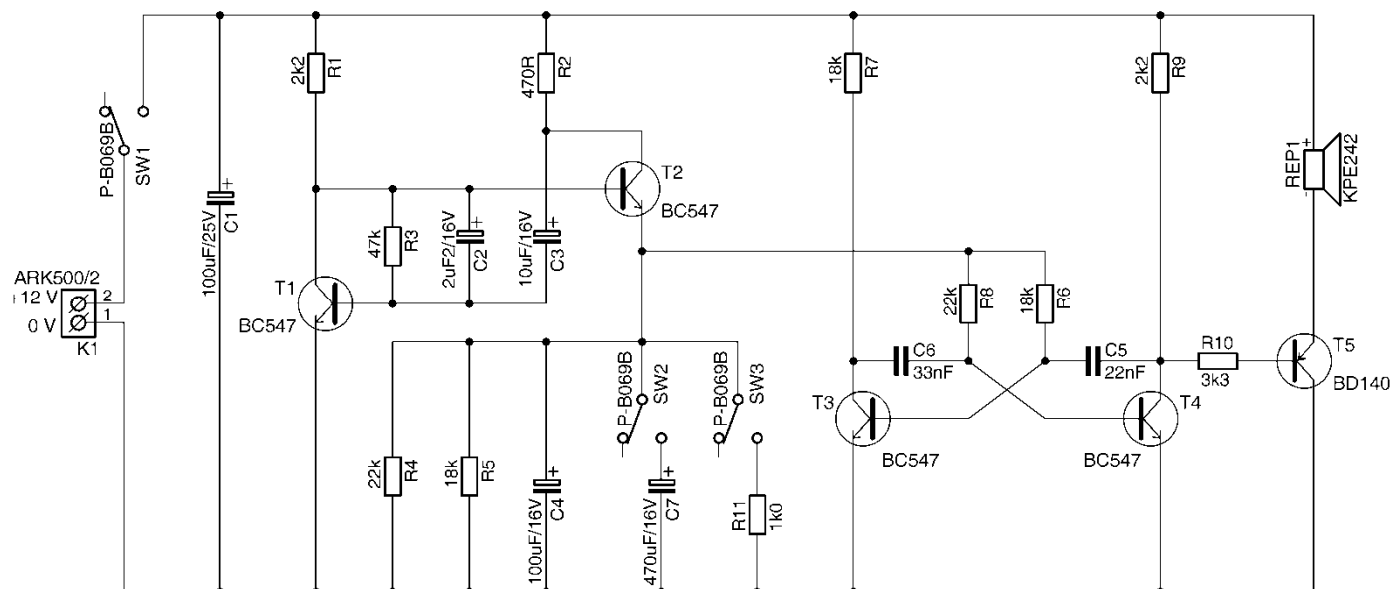 P-B069B
SW1
ARK500/2
+12 V
2
0 V
1
K1
100uF/25V
+
C1
2k2
R1
T1
BC547
47k
R3
2uF2/16V
+
C2
470R
R2
10uF/16V
+
C3
T2
BC547
22k
R4
18k
R5
100uF/16V
+
C4
P-B069B
SW2
470uF/16V
+
C7
P-B069B
SW3
R11
1k0
18k
R7
22k
R8
18k
R6
C6
33nF
C5
22nF
T3
BC547
T4
BC547
2k2
R9
R10
3k3
T5
BD140
REP1
+
-
KPE242